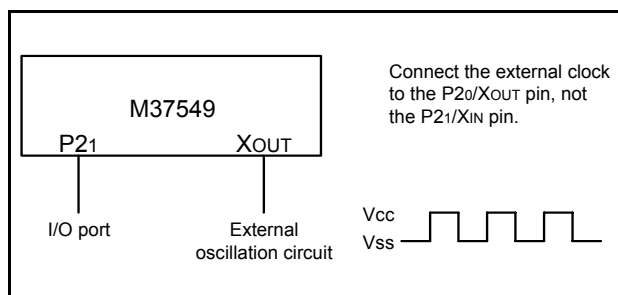 M37549
P21
XOUT
I/O port
External
oscillation circuit
Connect the external clock
to the P20/XOUT pin, not
the P21/XIN pin.
Vcc
Vss